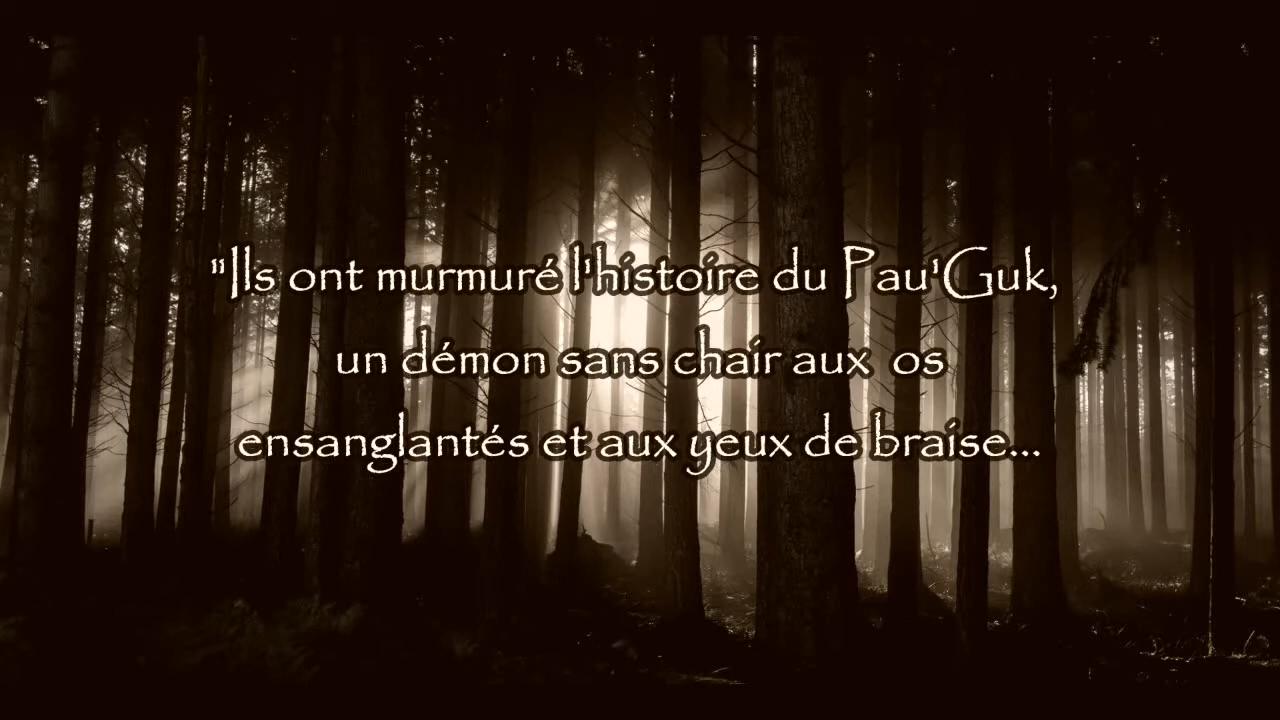 "Ils ont murmuré l'histoire du Pau'Guk,
un démon sans chair aux os
ensanglantés et aux yeux de braise...